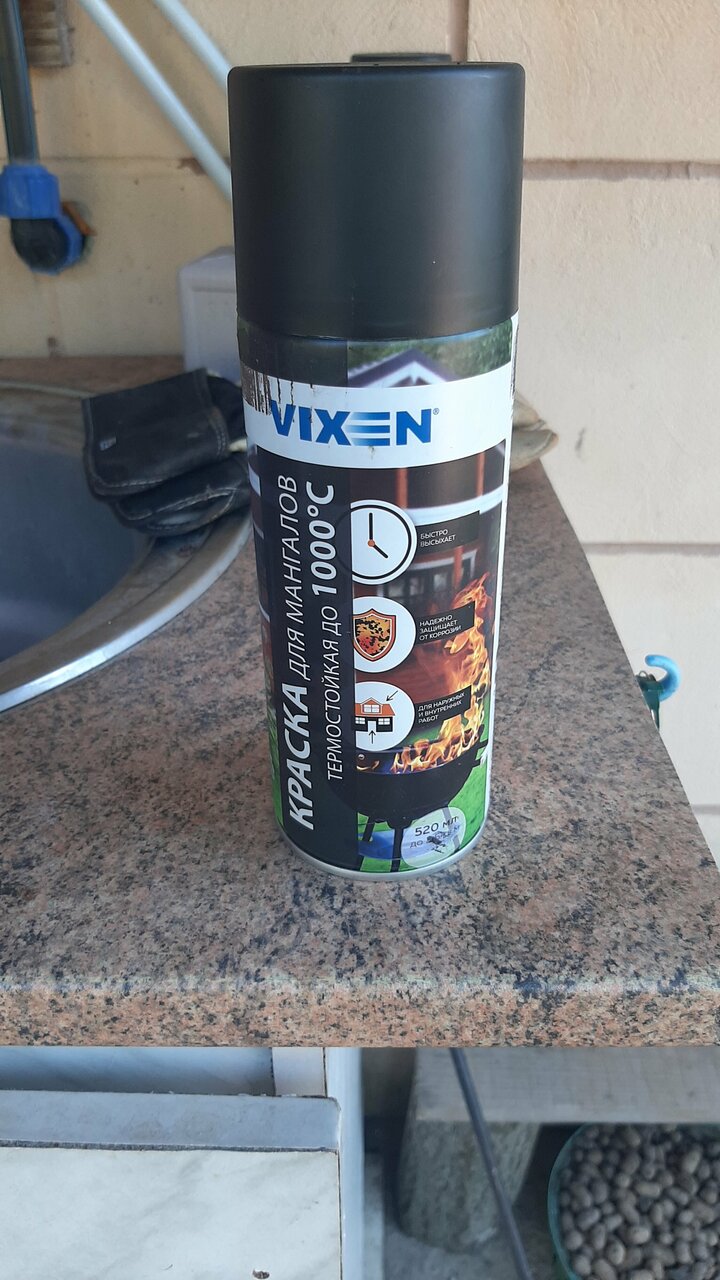 VIXEN®
КРАСКА ДЛЯ МАНГАЛОВ
ТЕРМОСТОЙКАЯ ДО 1000°C
БЫСТРО
ВЫСЫХАЕТ
НАДЕЖНО
ЗАЩИЩАЕТ
ОТ КОРРОЗИИ
ДЛЯ НАРУЖНЫХ
И ВНУТРЕННИХ
РАБОТ
520 МЛ
ДО